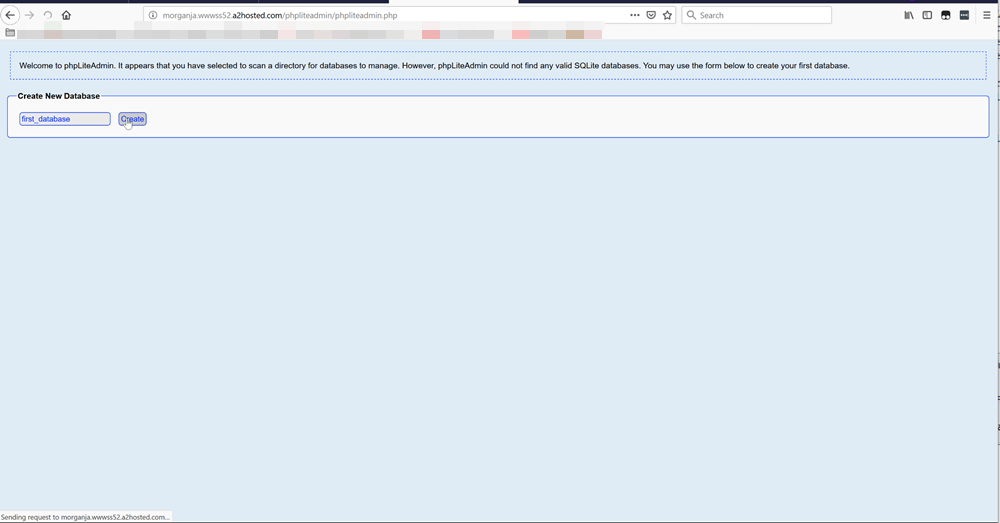 morganja.wwwss52.a2hosted.com/phpliteadmin/phpliteadmin.php
Search
Welcome to phpLiteAdmin. It appears that you have selected to scan a directory for databases to manage. However, phpLiteAdmin could not find any valid SQLite databases. You may use the form below to create your first database.
Create New Database
first_database Create
Sending request to morganja.wwwss52.a2hosted.com...